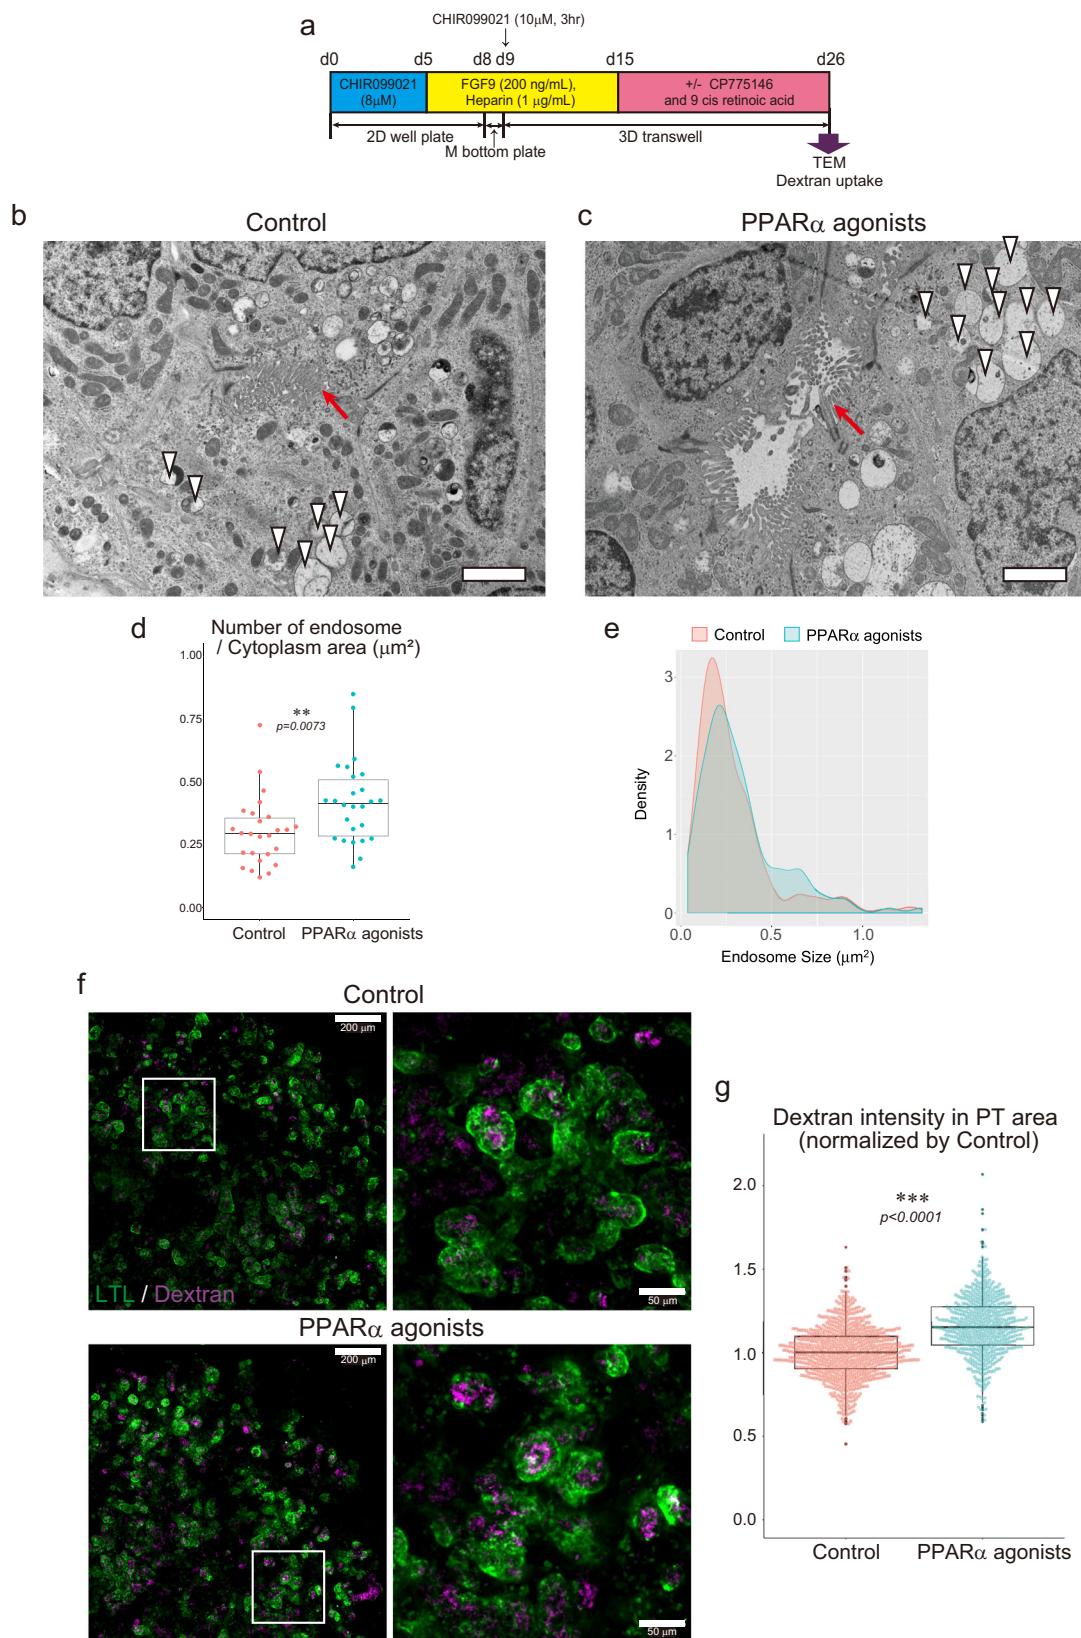 a
CHIR099021 (10μM, 3hr)
d0 d5 d8 d9 d15 d26
CHIR099021
(8μM)
FGF9 (200 ng/mL),
Heparin (1 μg/mL)
+/- CP775146
and 9 cis retinoic acid
2D well plate
M bottom plate
3D transwell
TEM
Dextran uptake
b
Control
c
PPARα agonists
d
Number of endosome
/ Cytoplasm area (μm²)
1.00
0.75
0.50
0.25
0.00
**
p=0.0073
Control PPARα agonists
e
Control PPARα agonists
Density
3
2
1
0
0.0 0.5 1.0
Endosome Size (μm²)
f
Control
200 μm
LTL / Dextran
50 μm
PPARα agonists
200 μm
50 μm
g
Dextran intensity in PT area
(normalized by Control)
2.0
1.5
1.0
0.5
0.0
***
p<0.0001
Control PPARα agonists